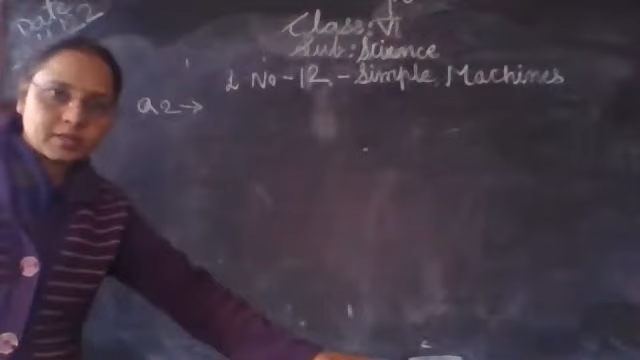 Date
Class: VI
Sub: Science
L No - 12 - Simple Machines
Q2 →